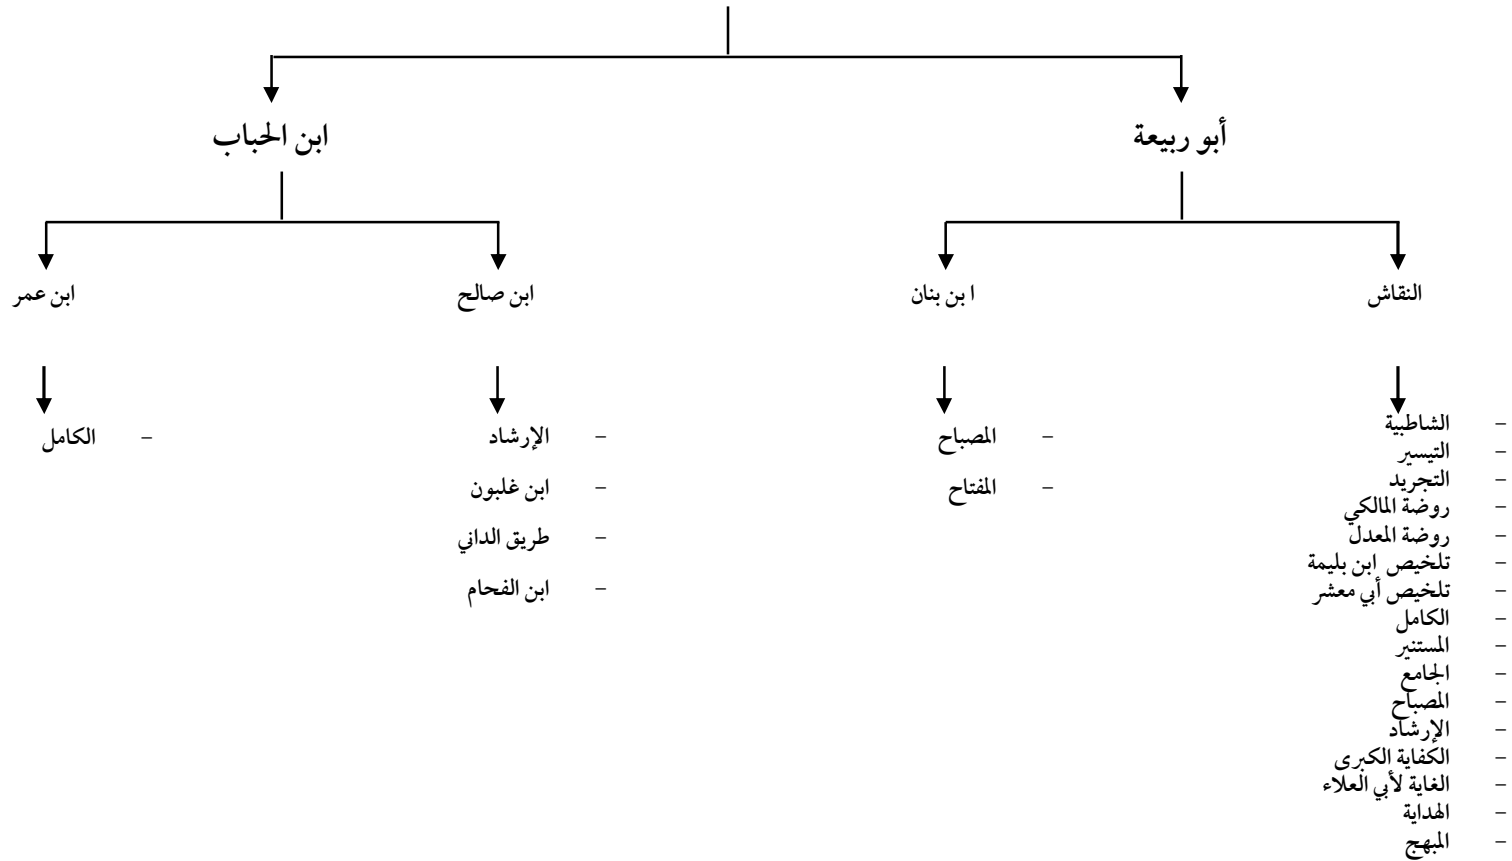 أبو ربيعة
ابن الحباب
النقاش
ا بن بنان
ابن صالح
ابن عمر
- الشاطبية
- التيسير
- التجريد
- روضة المالكي
- روضة المعدل
- تلخيص ابن بليمة
- تلخيص أبي معشر
- الكامل
- المستنير
- الجامع
- المصباح
- الإرشاد
- الكفاية الكبرى
- الغاية لأبي العلاء
- الهداية
- المبهج
- المصباح
- المفتاح
- الإرشاد
- ابن غلبون
- طريق الداني
- ابن الفحام
- الكامل